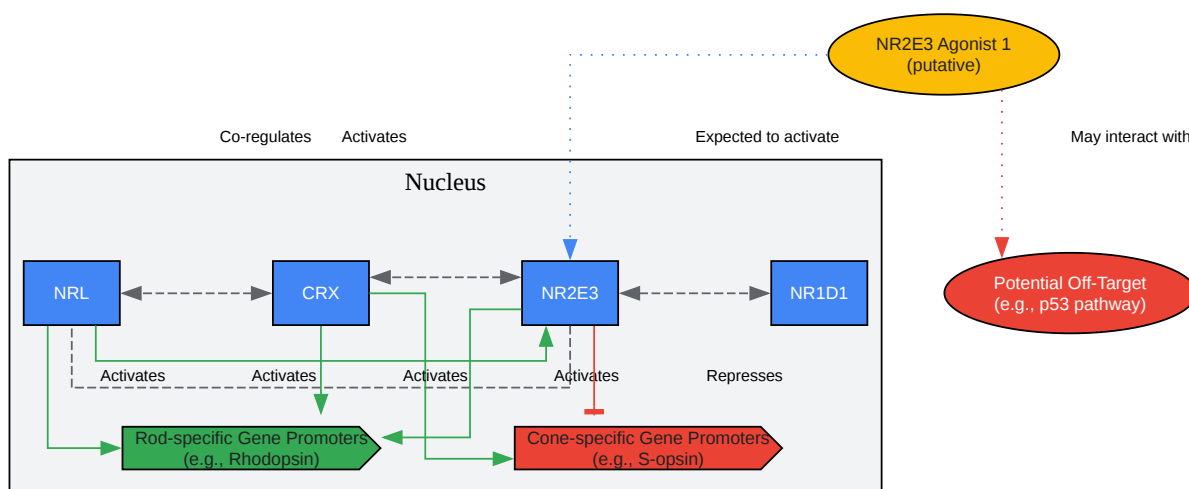 NR2E3 Agonist 1
(putative)
Co-regulates
Activates
Expected to activate
May interact with
Nucleus
NRL
CRX
NR2E3
NR1D1
Potential Off-Target
(e.g., p53 pathway)
Activates
Activates
Activates
Activates
Represses
Rod-specific Gene Promoters
(e.g., Rhodopsin)
Cone-specific Gene Promoters
(e.g., S-opsin)